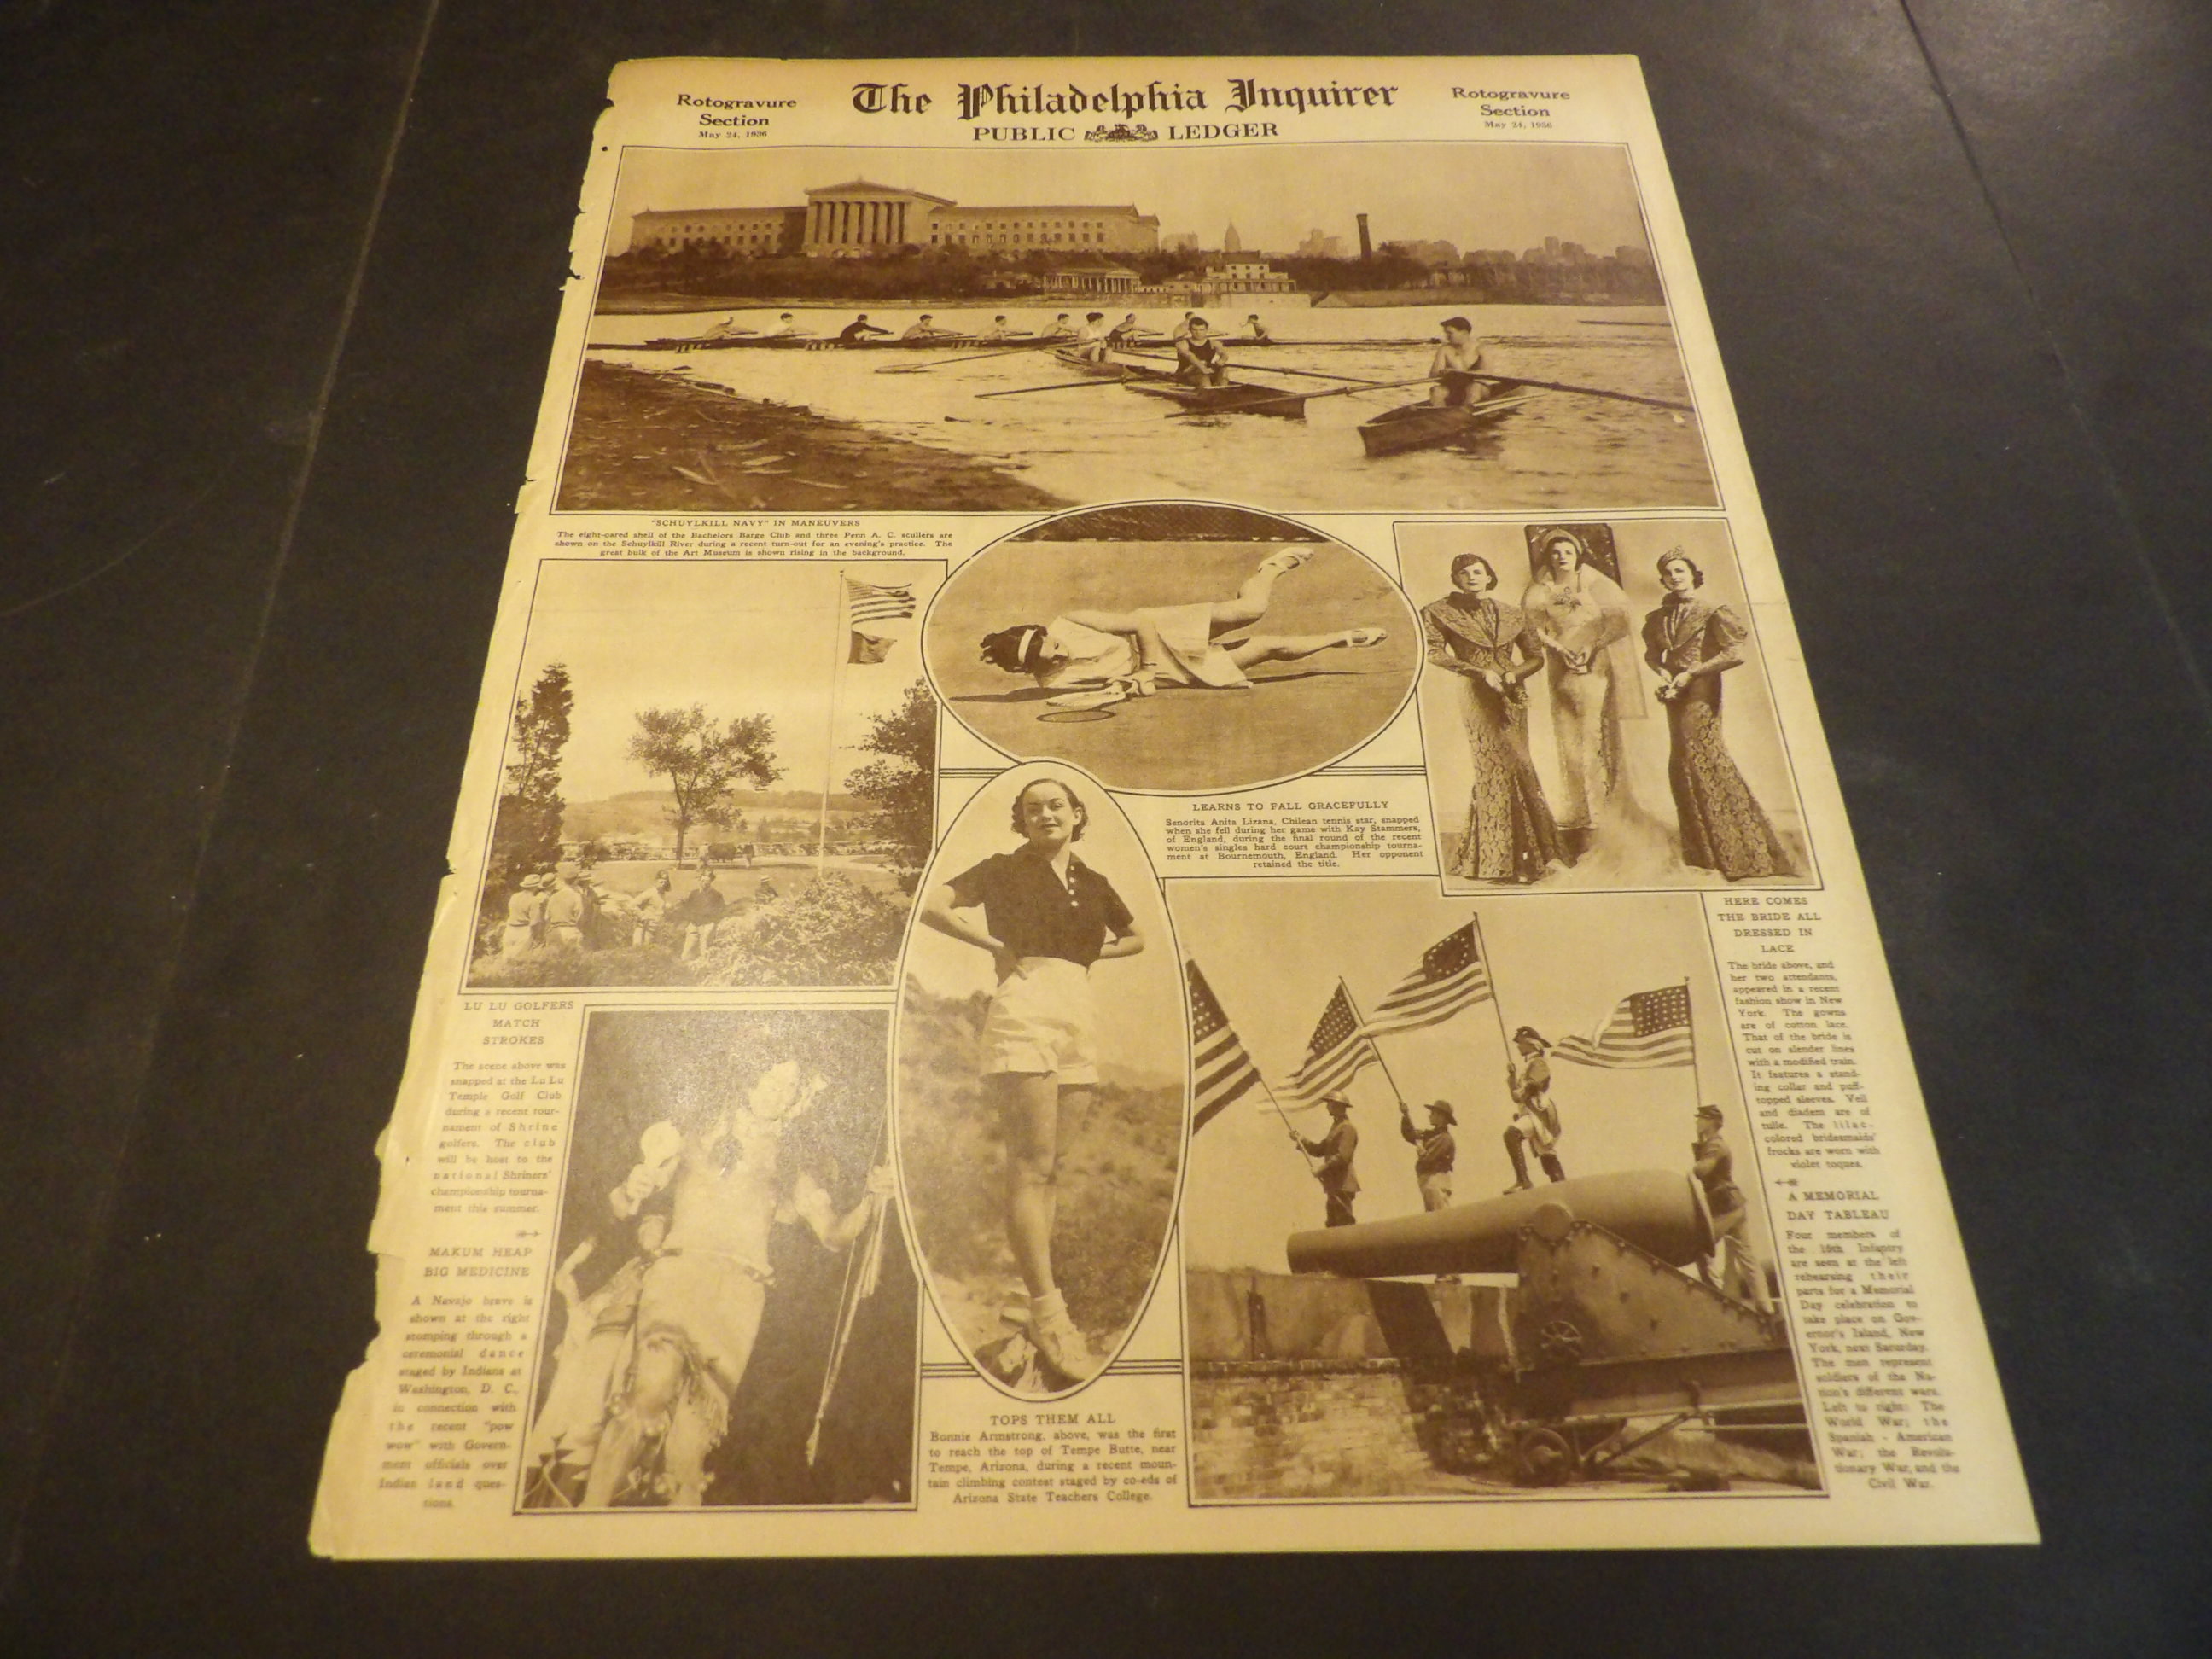 Rotogravure
Section
May 24, 1936
The Philadelphia Inquirer
PUBLIC LEDGER
Rotogravure
Section
May 24, 1936
"SCHUYLKILL NAVY" IN MANEUVERS
The eight-oared shell of the Bachelors Barge Club and three Penn A. C. scullers are
shown on the Schuylkill River during a recent turn-out for an evening's practice. The
great bulk of the Art Museum is shown rising in the background.
LEARNS TO FALL GRACEFULLY
Senorita Anita Lizana, Chilean tennis star, snapped
when she fell during her game with Kay Stammers,
of England, during the final round of the recent
women's singles hard court championship tourna-
ment at Bournemouth, England. Her opponent
retained the title.
HERE COMES
THE BRIDE ALL
DRESSED IN
LACE
The bride above, and
her two attendants,
appeared in a recent
fashion show in New
York. The gowns
are of cotton lace.
That of the bride is
cut on slender lines
with a modified train.
It features a stand-
ing collar and puff-
topped sleeves. Veil
and diadem are of
tulle. The lilac-
colored bridesmaids'
frocks are worn with
violet toques.
A MEMORIAL
DAY TABLEAU
Four members of
the 16th Infantry
are seen at the left
rehearsing their
parts for a Memorial
Day celebration to
take place on Gov-
ernor's Island, New
York, next Saturday.
The men represent
soldiers of the Na-
tion's different wars.
Left to right: The
World War; the
Spanish-American
War; the Revolu-
tionary War, and the
Civil War.
LU LU GOLFERS
MATCH
STROKES
The scene above was
snapped at the Lu Lu
Temple Golf Club
during a recent tour-
nament of Shrine
golfers. The club
will be host to the
national Shriners'
championship tourna-
ment this summer.
MAKUM HEAP
BIG MEDICINE
A Navajo brave is
shown at the right
stomping through a
ceremonial dance
staged by Indians at
Washington, D. C.,
in connection with
the recent "pow
wow" with Govern-
ment officials over
Indian land ques-
tions.
TOPS THEM ALL
Bonnie Armstrong, above, was the first
to reach the top of Tempe Butte, near
Tempe, Arizona, during a recent moun-
tain climbing contest staged by co-eds of
Arizona State Teachers College.